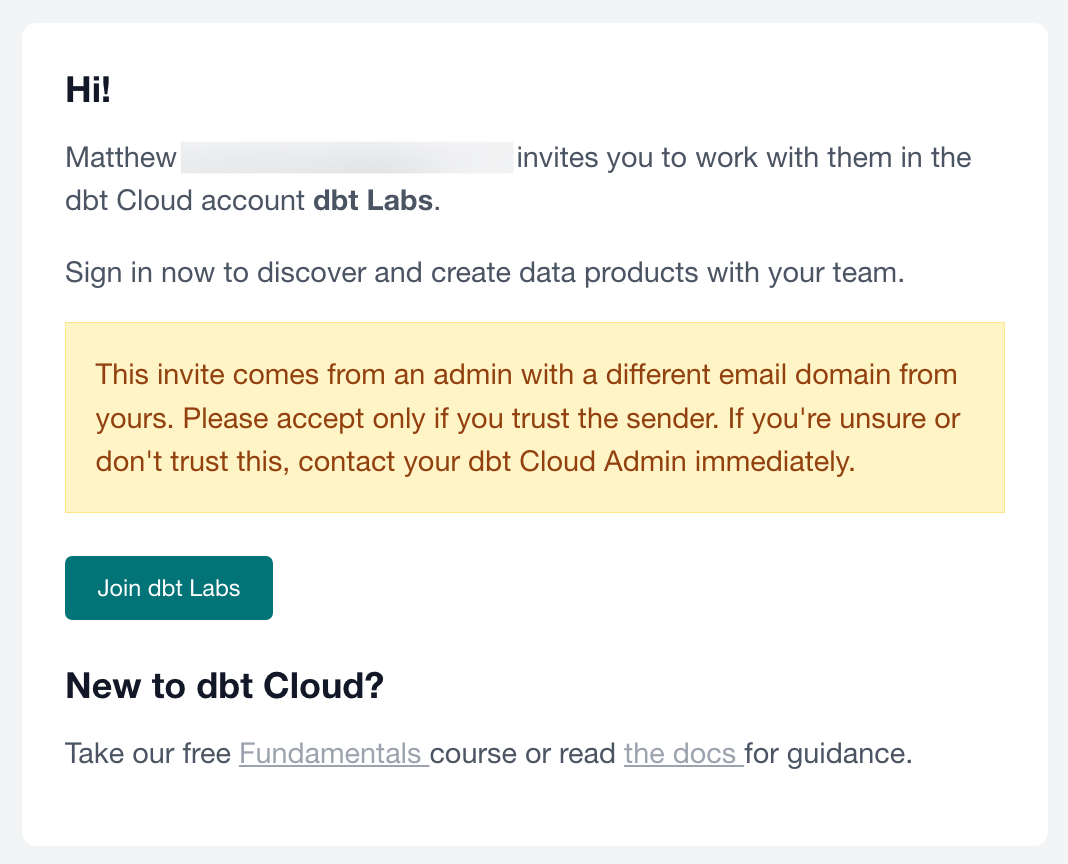 Hi!
Matthew invites you to work with them in the
dbt Cloud account dbt Labs.
Sign in now to discover and create data products with your team.
This invite comes from an admin with a different email domain from
yours. Please accept only if you trust the sender. If you're unsure or
don't trust this, contact your dbt Cloud Admin immediately.
Join dbt Labs
New to dbt Cloud?
Take our free Fundamentals course or read the docs for guidance.